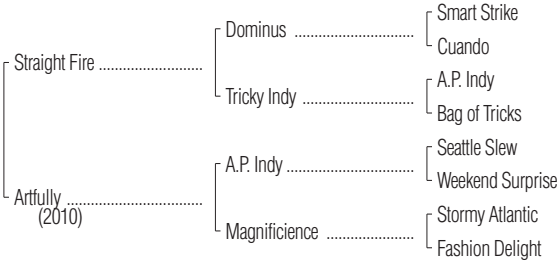 Smart Strike
Dominus ................................
Cuando
Straight Fire ............................
A.P. Indy
Tricky Indy ..............................
Bag of Tricks
Seattle Slew
A.P. Indy ..................................
Weekend Surprise
Artfully .....................................
(2010)
Stormy Atlantic
Magnificience ........................
Fashion Delight